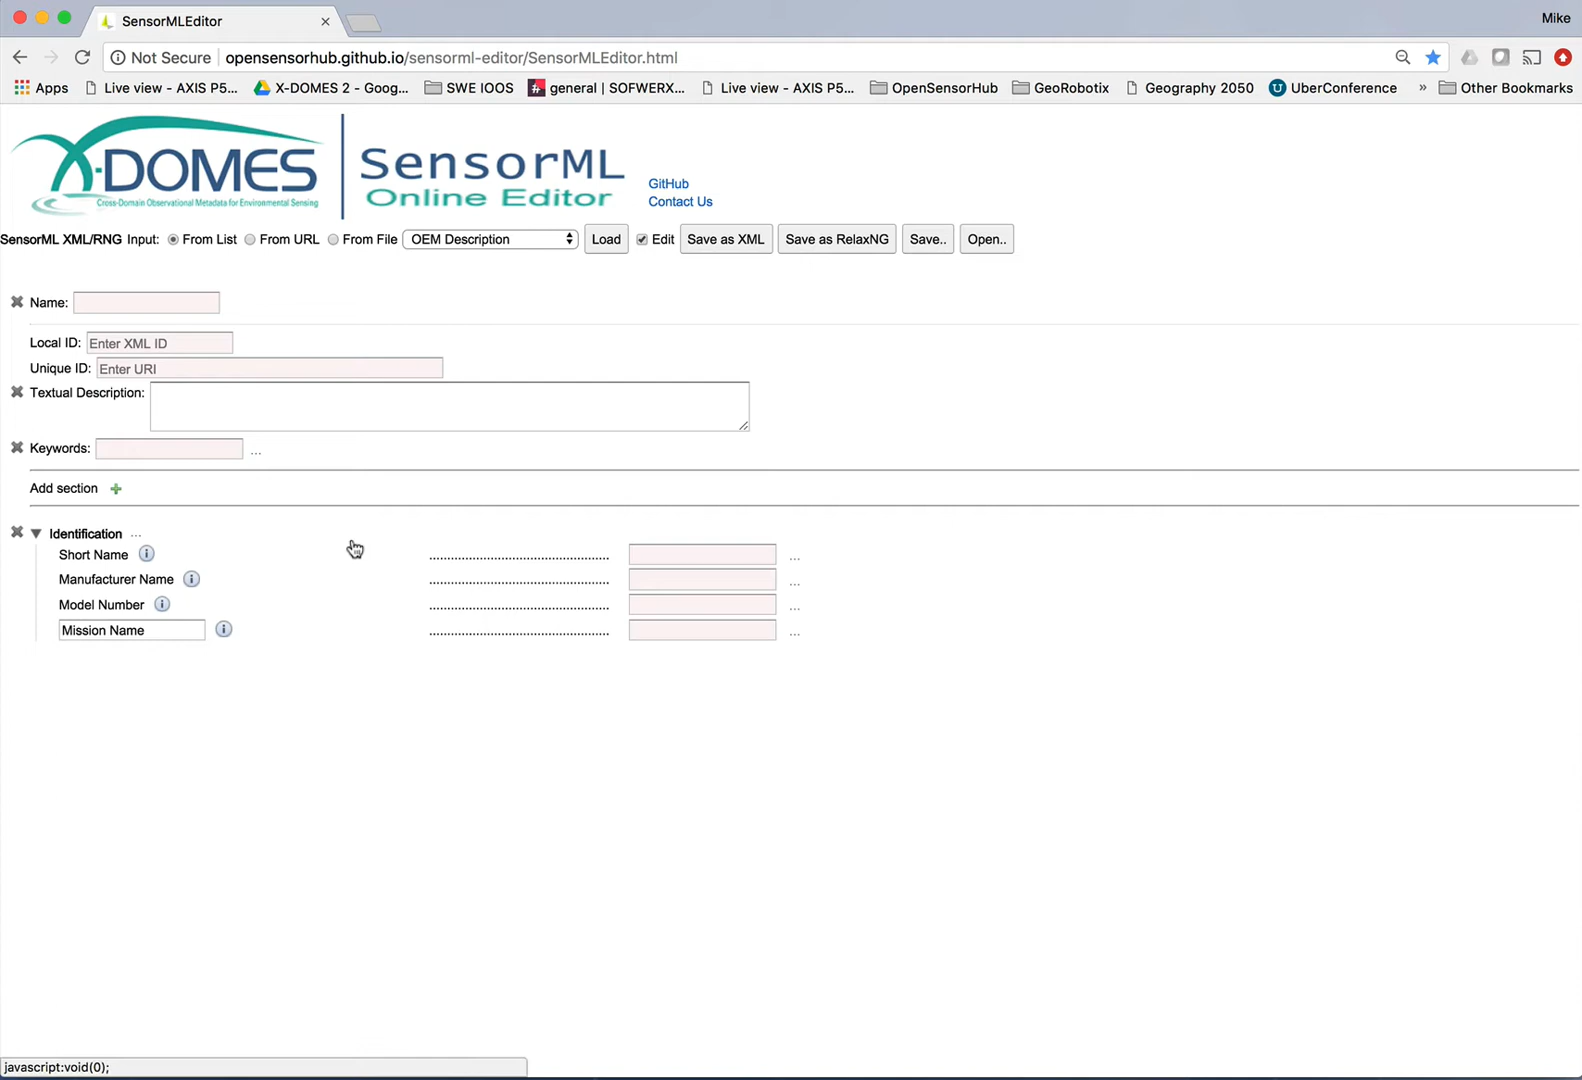 SensorMLEditor
Mike
Not Secure opensensorhub.github.io/sensorml-editor/SensorMLEditor.html
Apps Live view - AXIS P5... X-DOMES 2 - Goog... SWE IOOS general | SOFWERX... Live view - AXIS P5... OpenSensorHub GeoRobotix Geography 2050 UberConference » Other Bookmarks
X-DOMES
Cross-Domain Observational Metadata for Environmental Sensing
SensorML
Online Editor
GitHub
Contact Us
SensorML XML/RNG Input: From List From URL From File OEM Description Load Edit Save as XML Save as RelaxNG Save.. Open..
Name:
Local ID: Enter XML ID
Unique ID: Enter URI
Textual Description:
Keywords: ...
Add section
Identification ...
Short Name ...
Manufacturer Name ...
Model Number ...
Mission Name ...
javascript:void(0);